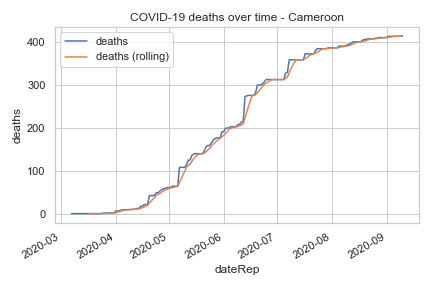 COVID-19 deaths over time - Cameroon
deaths
deaths (rolling)
400
300
200
100
0
deaths
2020-03
2020-04
2020-05
2020-06
2020-07
2020-08
2020-09
dateRep